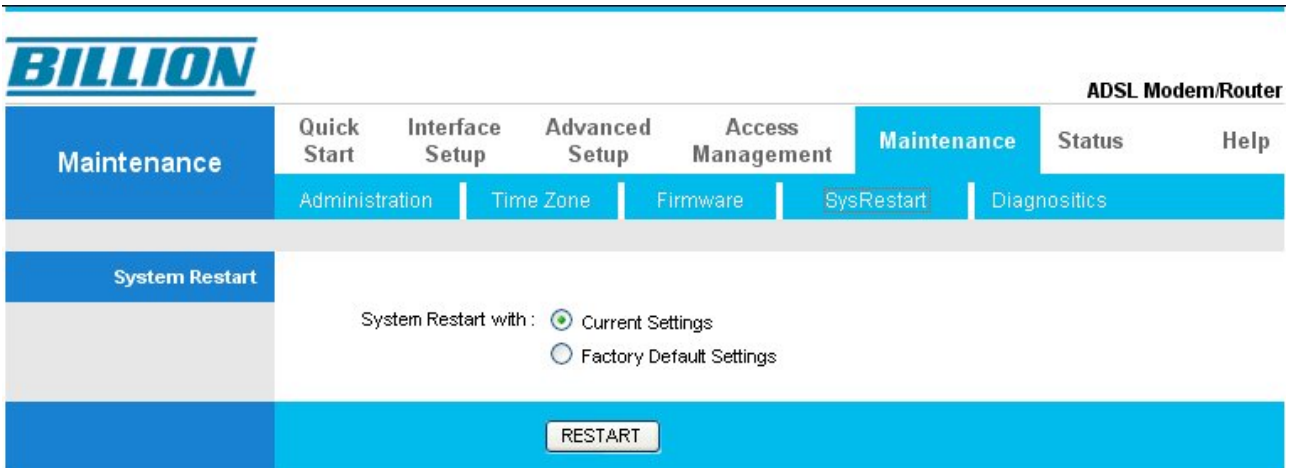 BILLION
ADSL Modem/Router
Maintenance
Quick Start
Interface Setup
Advanced Setup
Access Management
Maintenance
Status
Help
Administration
Time Zone
Firmware
SysRestart
Diagnositics
System Restart
System Restart with :
Current Settings
Factory Default Settings
RESTART